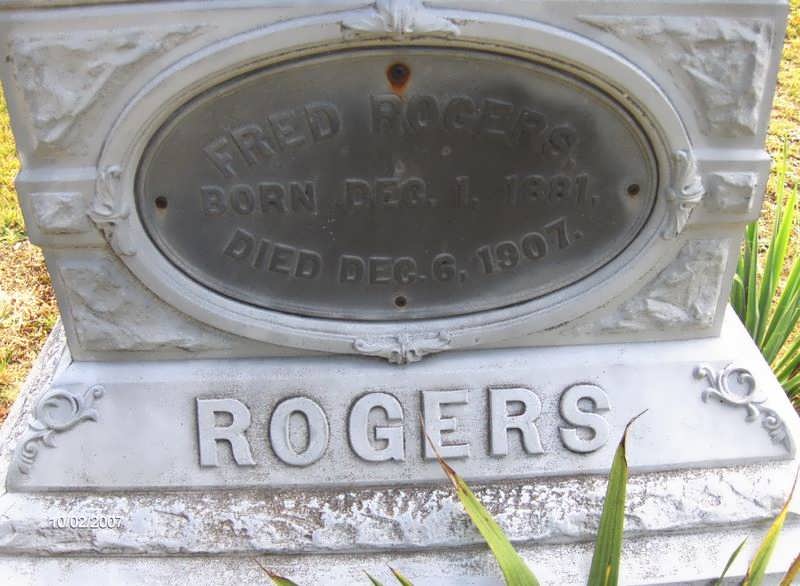 FRED ROGERS,
BORN DEC. 1, 1881,
DIED DEC. 6, 1907.
ROGERS
10/02/2007